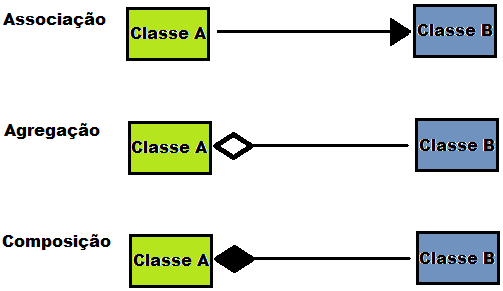 Associação
Classe A
Classe B
Agregação
Classe A
Classe B
Composição
Classe A
Classe B